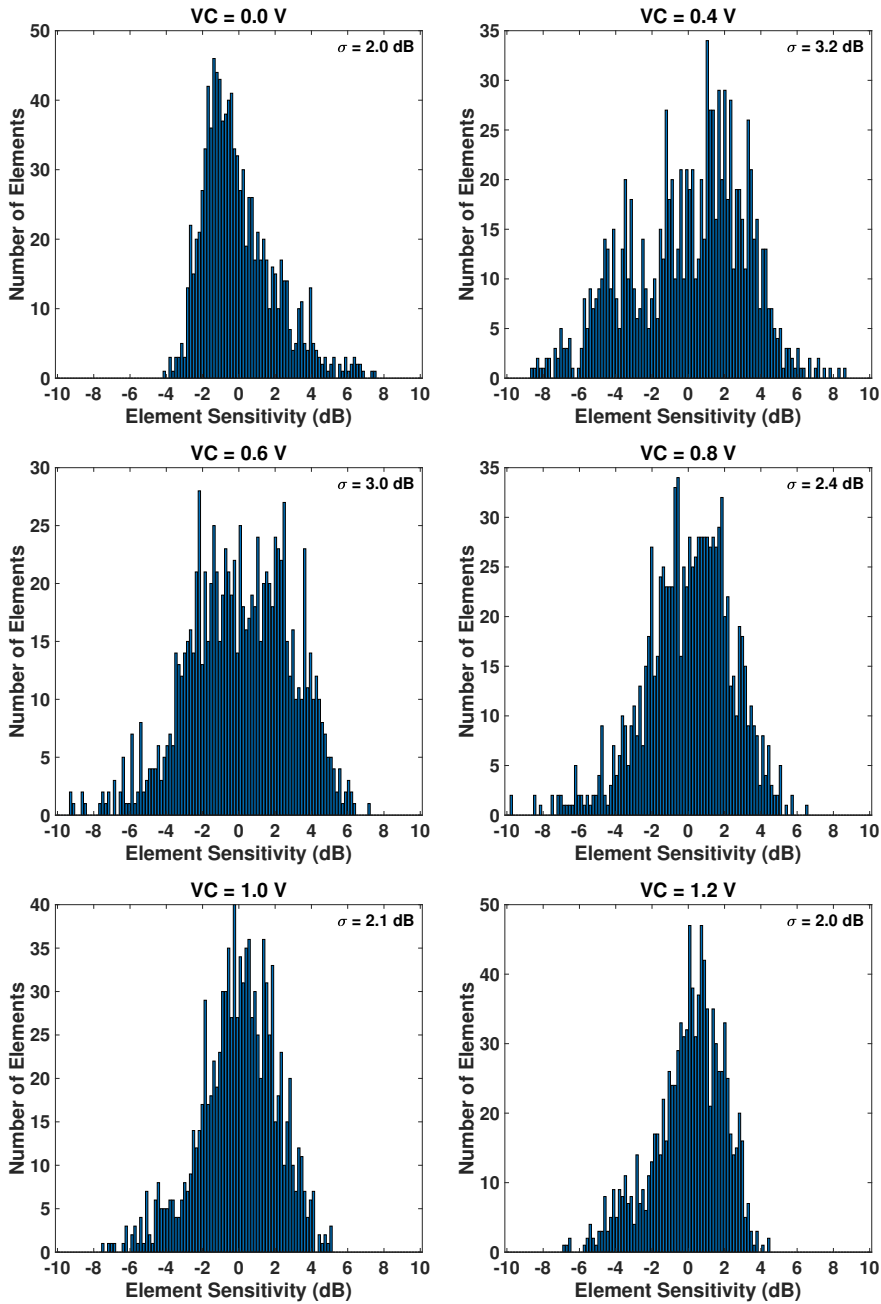 VC = 0.0 V
σ = 2.0 dB
50
40
30
20
10
0
Number of Elements
-10 -8 -6 -4 -2 0 2 4 6 8 10
Element Sensitivity (dB)
VC = 0.4 V
σ = 3.2 dB
35
30
25
20
15
10
5
0
Number of Elements
-10 -8 -6 -4 -2 0 2 4 6 8 10
Element Sensitivity (dB)
VC = 0.6 V
σ = 3.0 dB
30
25
20
15
10
5
0
Number of Elements
-10 -8 -6 -4 -2 0 2 4 6 8 10
Element Sensitivity (dB)
VC = 0.8 V
σ = 2.4 dB
35
30
25
20
15
10
5
0
Number of Elements
-10 -8 -6 -4 -2 0 2 4 6 8 10
Element Sensitivity (dB)
VC = 1.0 V
σ = 2.1 dB
40
35
30
25
20
15
10
5
0
Number of Elements
-10 -8 -6 -4 -2 0 2 4 6 8 10
Element Sensitivity (dB)
VC = 1.2 V
σ = 2.0 dB
50
40
30
20
10
0
Number of Elements
-10 -8 -6 -4 -2 0 2 4 6 8 10
Element Sensitivity (dB)